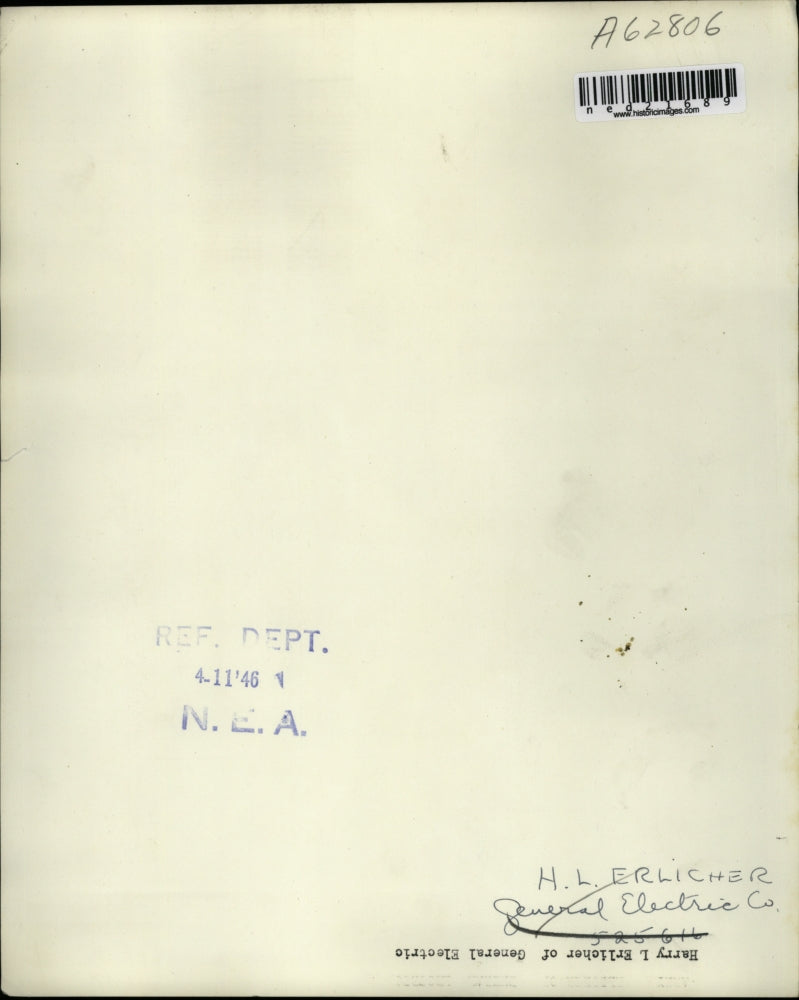 A62806
ned21689
www.historicimages.com
REF. DEPT.
4-11'46
N. E. A.
H. L. ERLICHER
General Electric Co.
Harry L Erlicher of General Electric